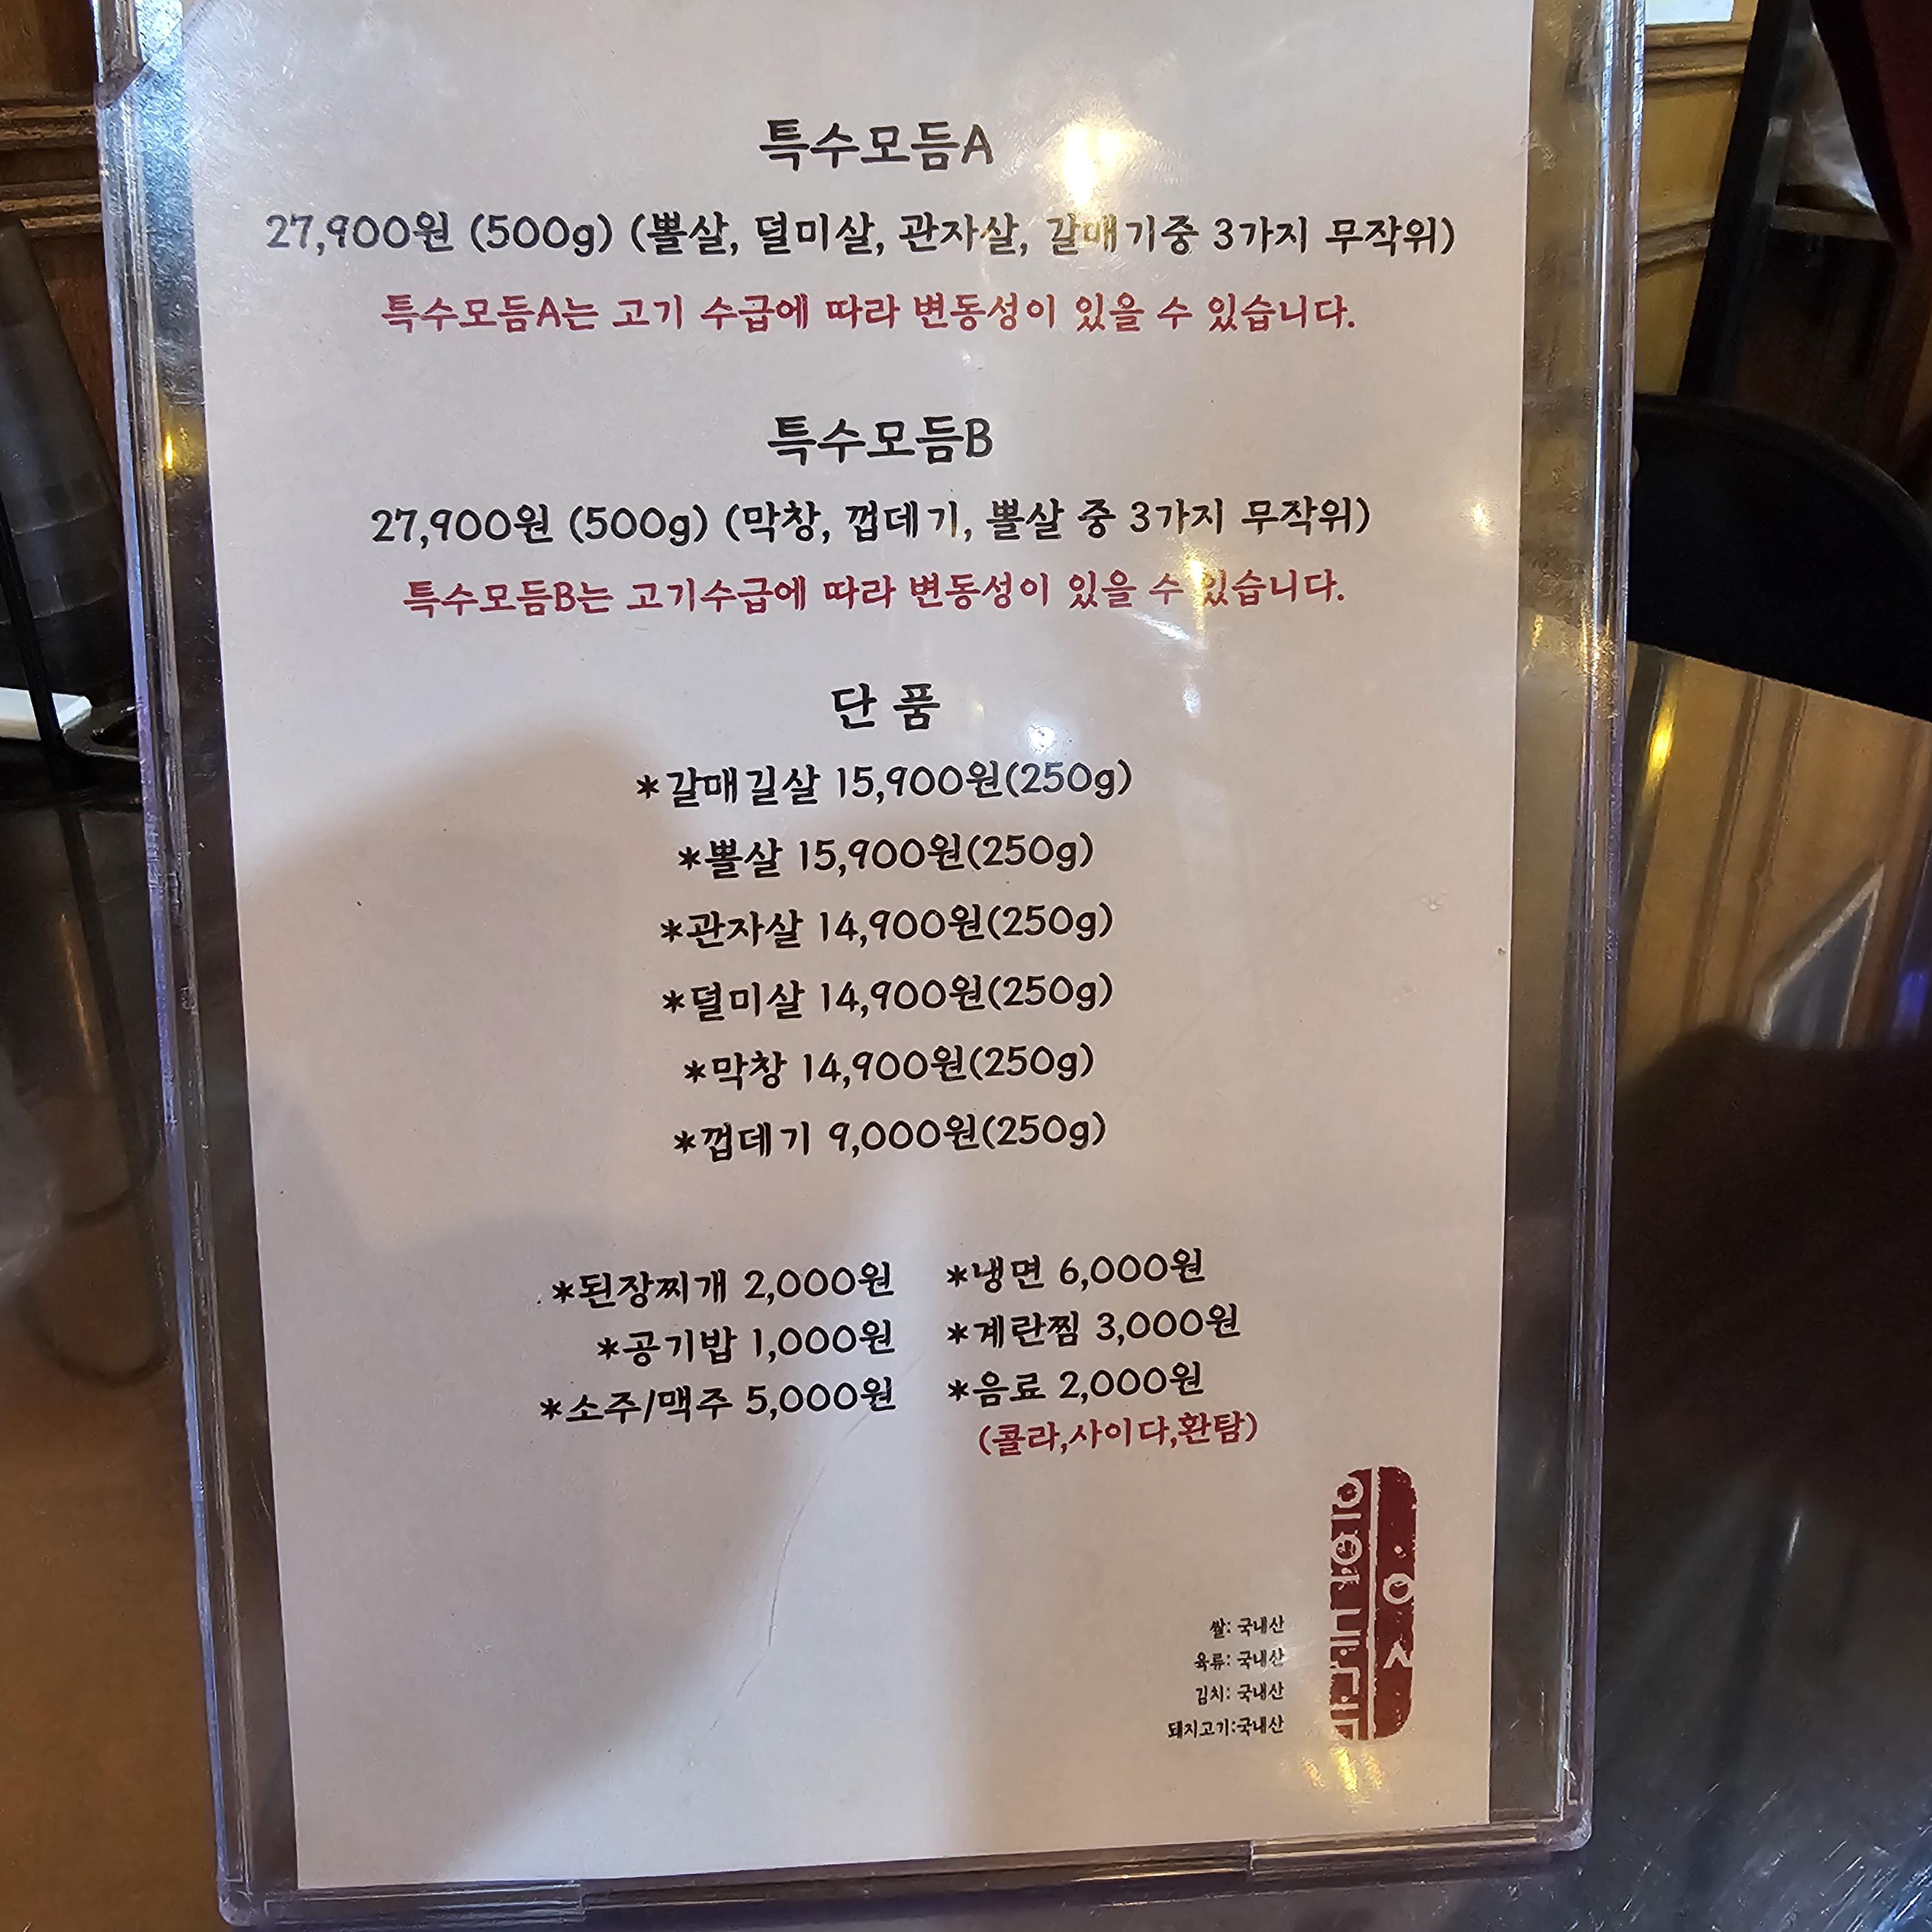 특수모듬A
27,900원 (500g) (뽈살, 덜미살, 관자살, 갈매기중 3가지 무작위)
특수모듬A는 고기 수급에 따라 변동성이 있을 수 있습니다.
특수모듬B
27,900원 (500g) (막창, 껍데기, 뽈살 중 3가지 무작위)
특수모듬B는 고기수급에 따라 변동성이 있을 수 있습니다.
단 품
*갈매길살 15,900원(250g)
*뽈살 15,900원(250g)
*관자살 14,900원(250g)
*덜미살 14,900원(250g)
*막창 14,900원(250g)
*껍데기 9,000원(250g)
*된장찌개 2,000원 *냉면 6,000원
*공기밥 1,000원 *계란찜 3,000원
*소주/맥주 5,000원 *음료 2,000원
(콜라,사이다,환탐)
쌀: 국내산
육류: 국내산
김치: 국내산
돼지고기:국내산